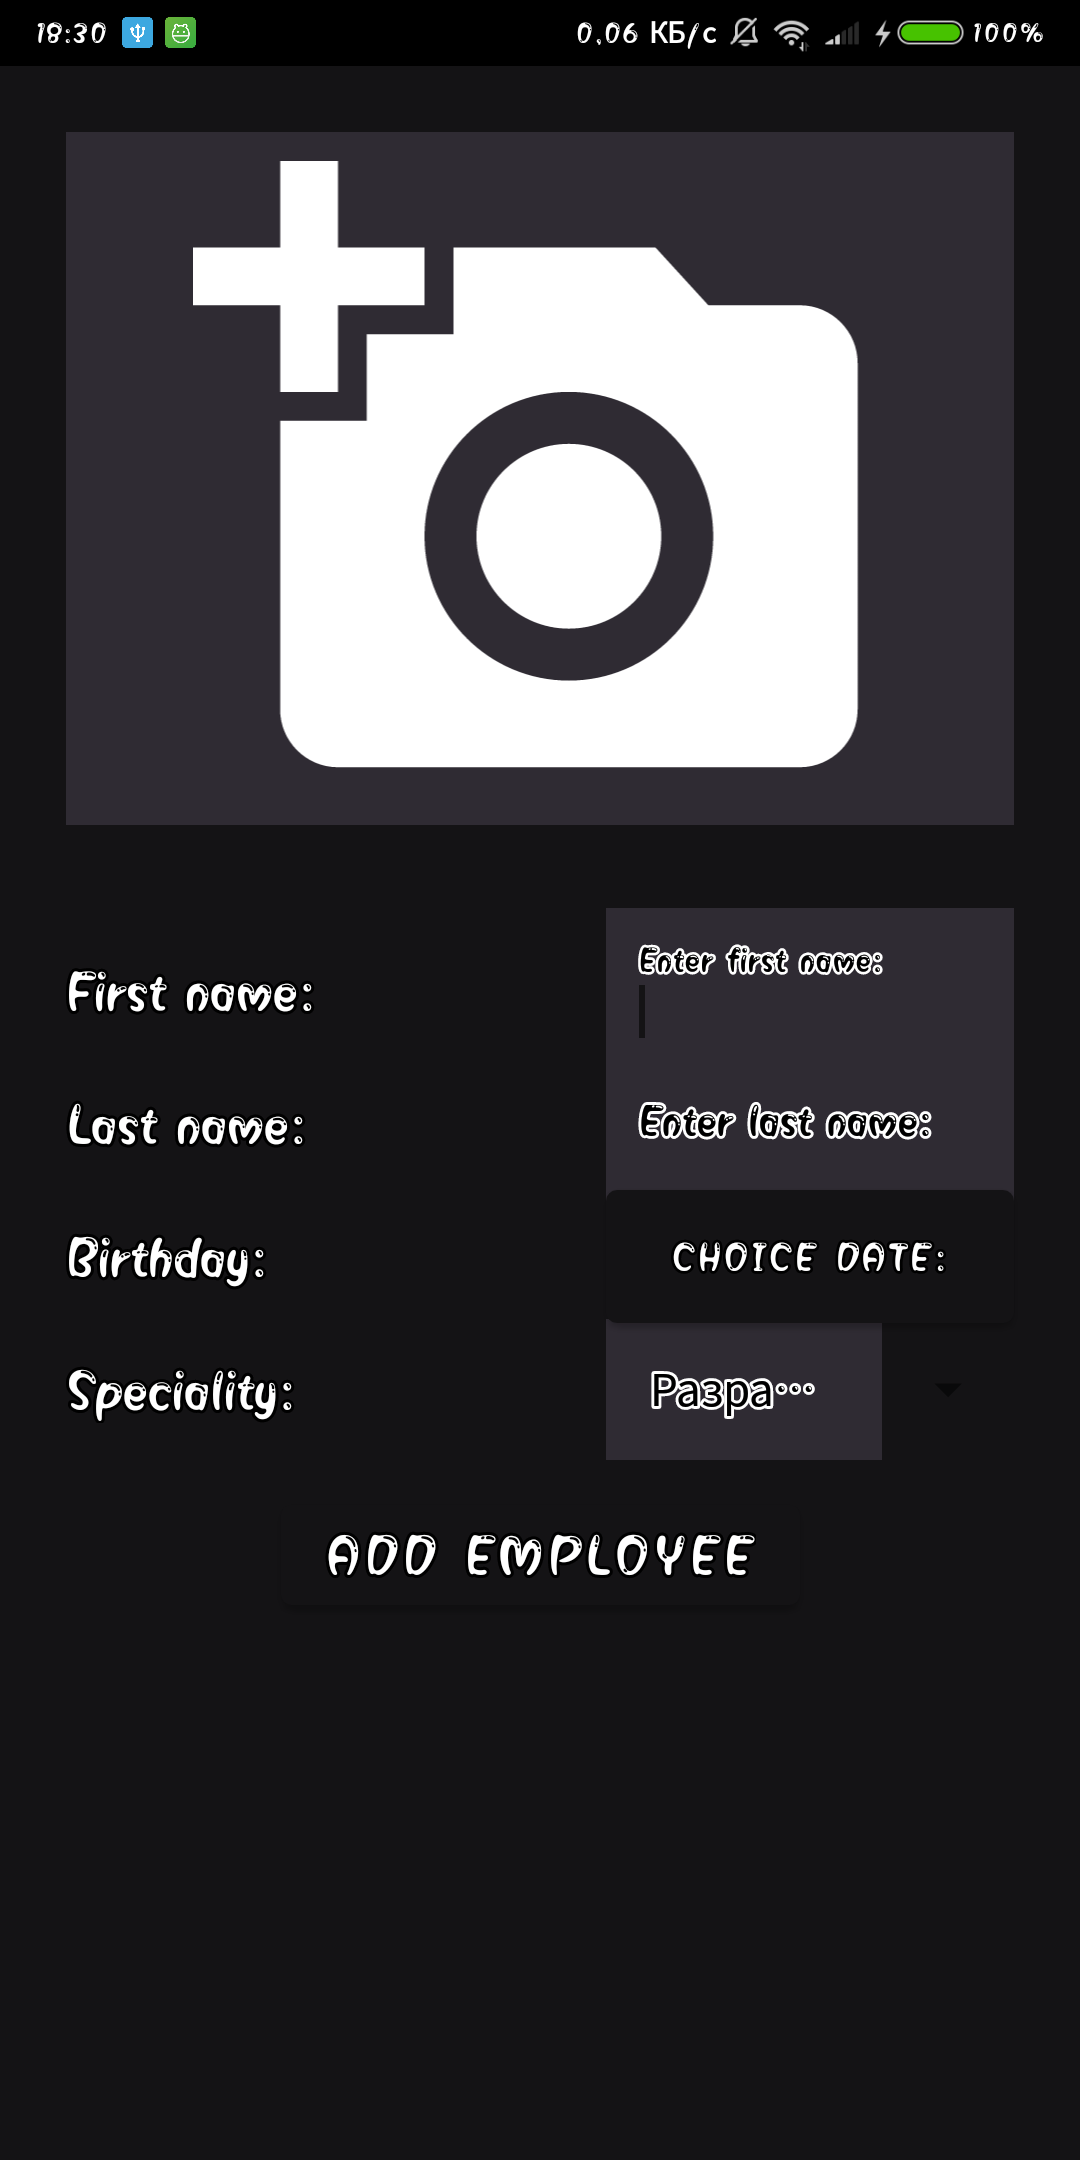 18:30 0,06 КБ/с 100%
Enter first name:
First name:
Last name: Enter last name:
Birthday: CHOICE DATE:
Speciality: Разра...
ADD EMPLOYEE